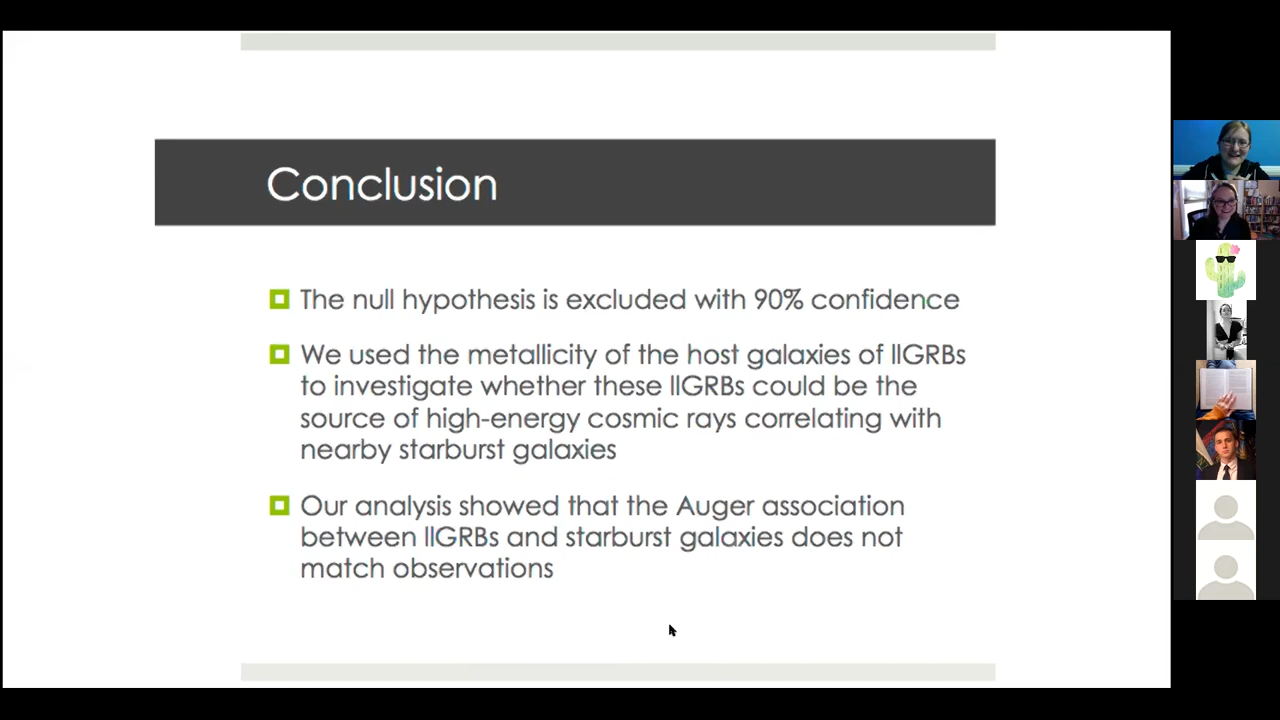 Conclusion
The null hypothesis is excluded with 90% confidence
We used the metallicity of the host galaxies of llGRBs
to investigate whether these llGRBs could be the
source of high-energy cosmic rays correlating with
nearby starburst galaxies
Our analysis showed that the Auger association
between llGRBs and starburst galaxies does not
match observations